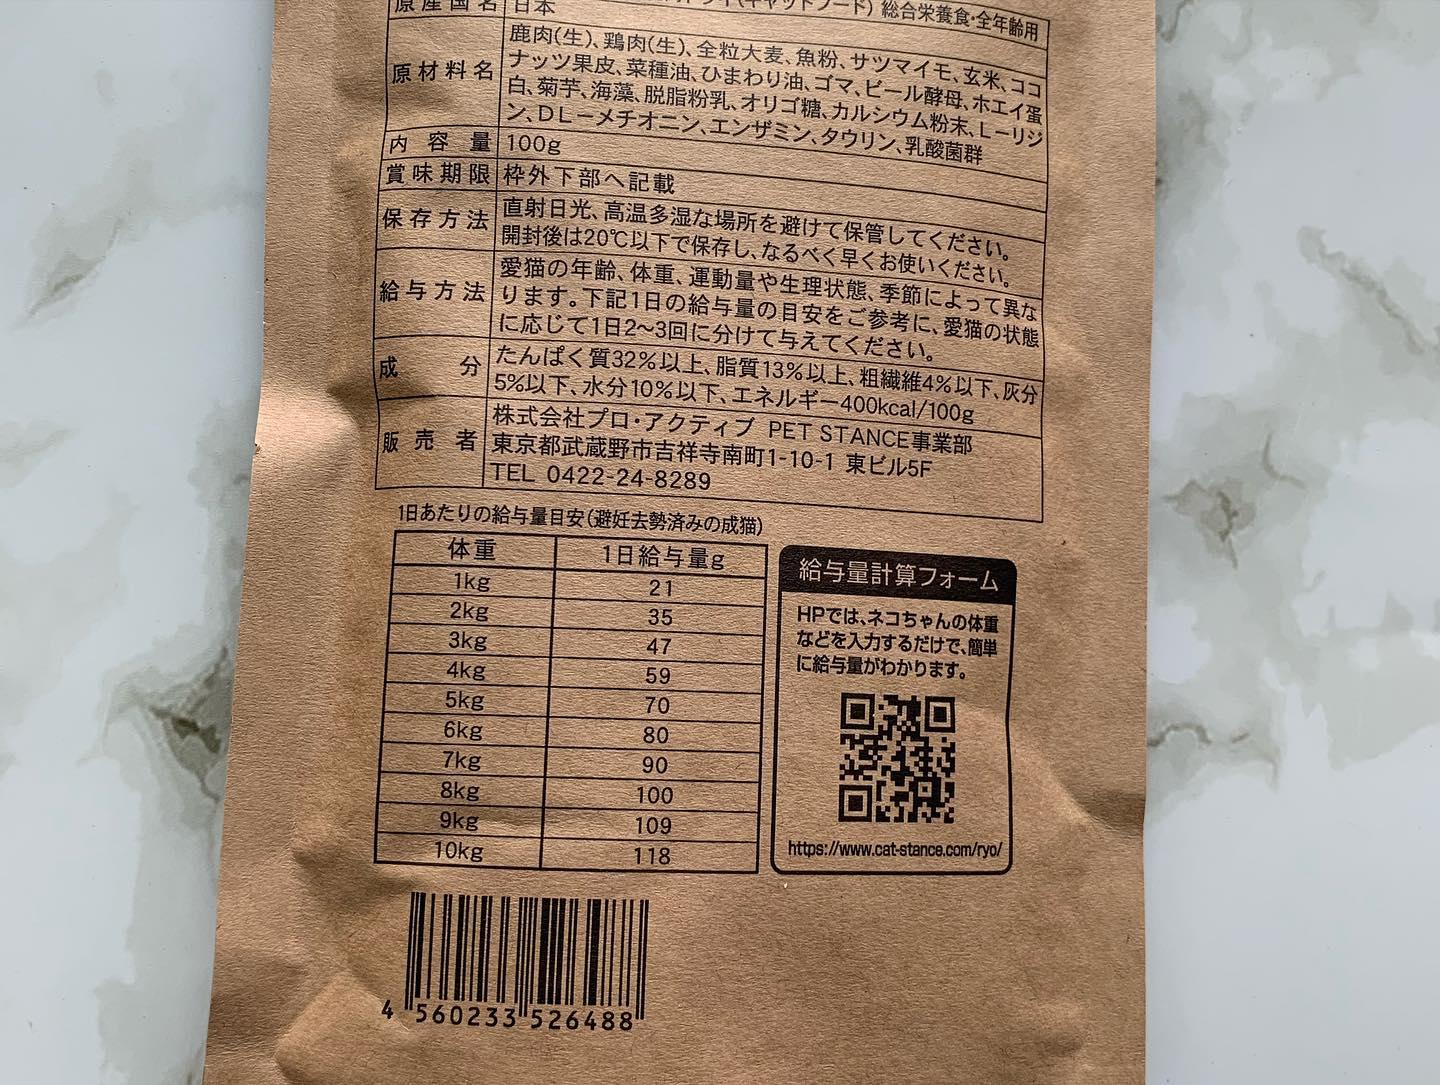 原産国名 日本
ドライ(キャットフード) 総合栄養食・全年齢用
原材料名
鹿肉(生)、鶏肉(生)、全粒大麦、魚粉、サツマイモ、玄米、ココ
ナッツ果皮、菜種油、ひまわり油、ゴマ、ビール酵母、ホエイ蛋
白、菊芋、海藻、脱脂粉乳、オリゴ糖、カルシウム粉末、L－リジ
ン、DL－メチオニン、エンザミン、タウリン、乳酸菌群
内容量 100g
賞味期限 枠外下部へ記載
保存方法
直射日光、高温多湿な場所を避けて保管してください。
開封後は20℃以下で保存し、なるべく早くお使いください。
給与方法
愛猫の年齢、体重、運動量や生理状態、季節によって異な
ります。下記1日の給与量の目安をご参考に、愛猫の状態
に応じて1日2〜3回に分けて与えてください。
成分
たんぱく質32%以上、脂質13%以上、粗繊維4%以下、灰分
5%以下、水分10%以下、エネルギー400kcal/100g
販売者
株式会社プロ・アクティブ PET STANCE事業部
東京都武蔵野市吉祥寺南町1-10-1 東ビル5F
TEL 0422-24-8289
1日あたりの給与量目安(避妊去勢済みの成猫)
体重 1日給与量g
1kg 21
2kg 35
3kg 47
4kg 59
5kg 70
6kg 80
7kg 90
8kg 100
9kg 109
10kg 118
給与量計算フォーム
HPでは、ネコちゃんの体重
などを入力するだけで、簡単
に給与量がわかります。
https://www.cat-stance.com/ryo/
4 560233 526488